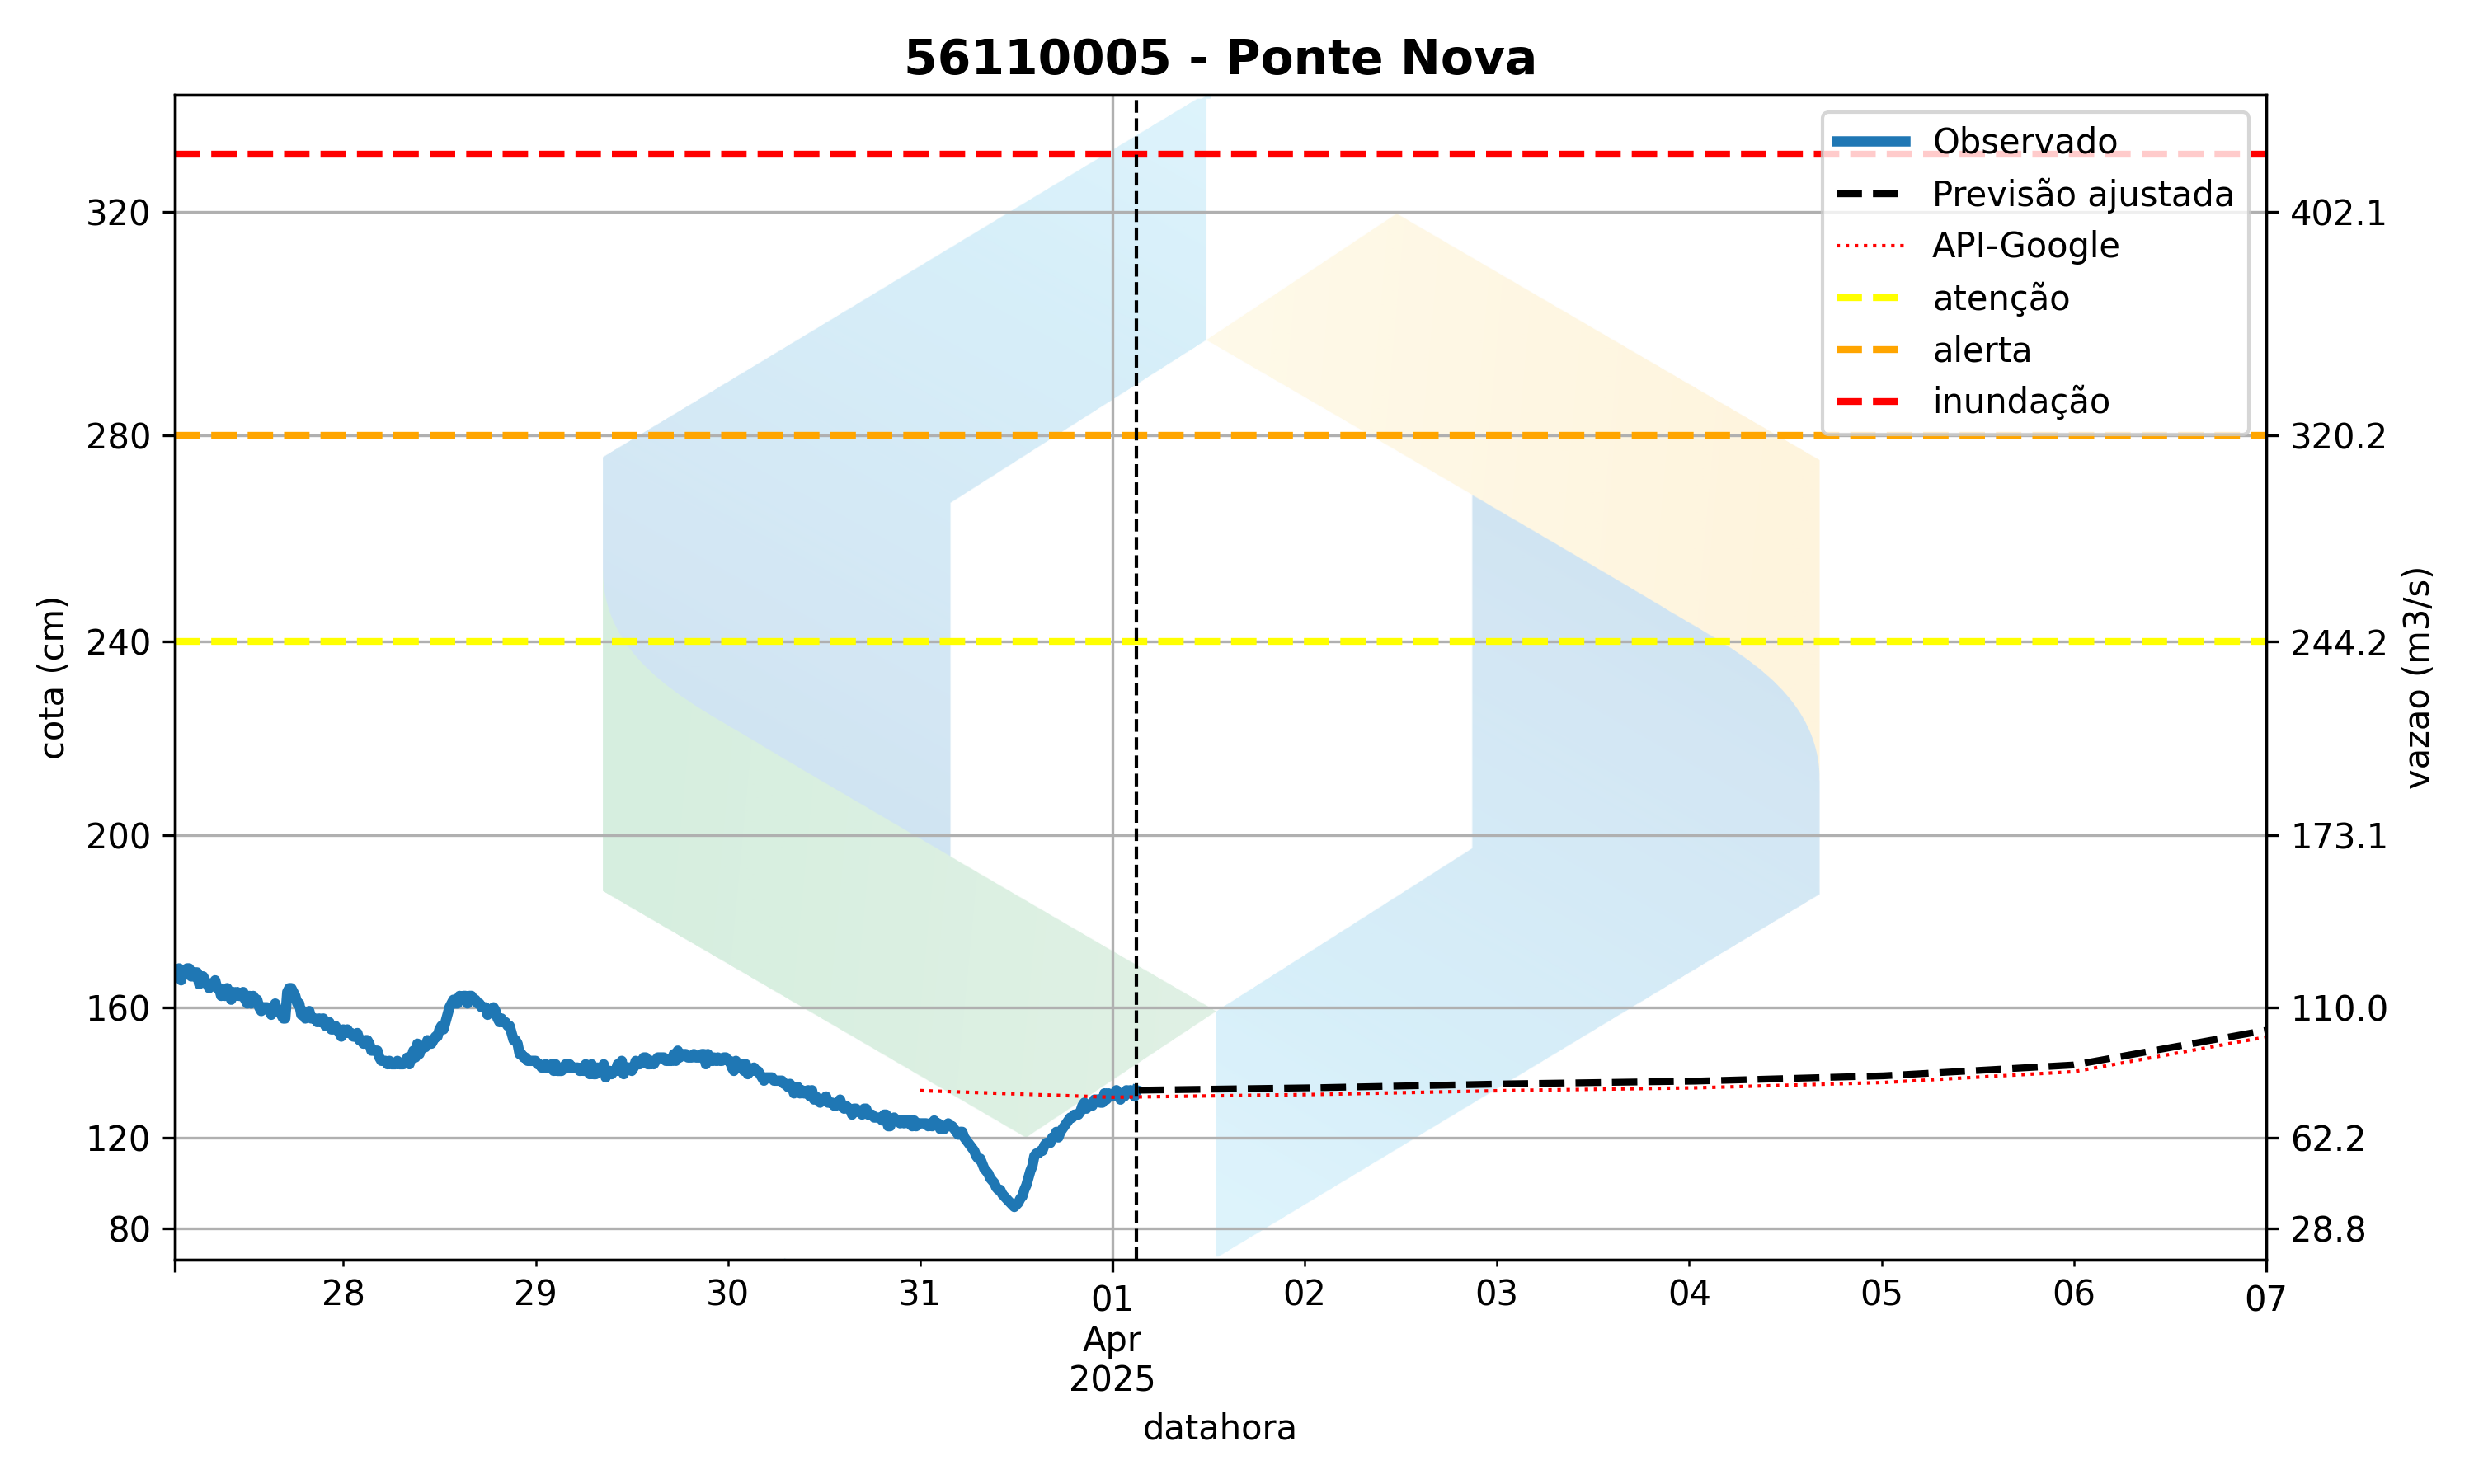 56110005 - Ponte Nova
Observado
Previsão ajustada
API-Google
atenção
alerta
inundação
cota (cm)
320
280
240
200
160
120
80
402.1
320.2
244.2
173.1
110.0
62.2
28.8
vazao (m3/s)
28 29 30 31 01 02 03 04 05 06 07
Apr
2025
datahora